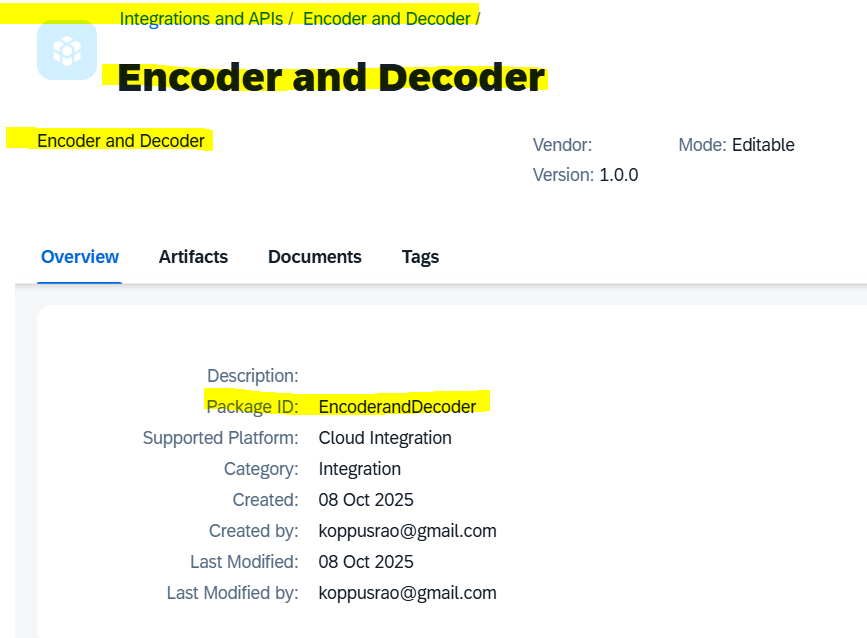 Integrations and APIs / Encoder and Decoder /
Encoder and Decoder
Encoder and Decoder
Vendor: Mode: Editable
Version: 1.0.0
Overview Artifacts Documents Tags
Description:
Package ID: EncoderandDecoder
Supported Platform: Cloud Integration
Category: Integration
Created: 08 Oct 2025
Created by: koppusrao@gmail.com
Last Modified: 08 Oct 2025
Last Modified by: koppusrao@gmail.com